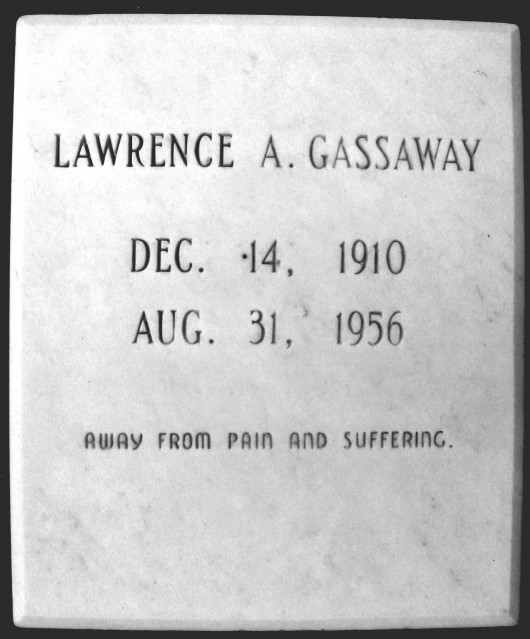 LAWRENCE A. GASSAWAY
DEC. 14, 1910
AUG. 31, 1956
AWAY FROM PAIN AND SUFFERING.